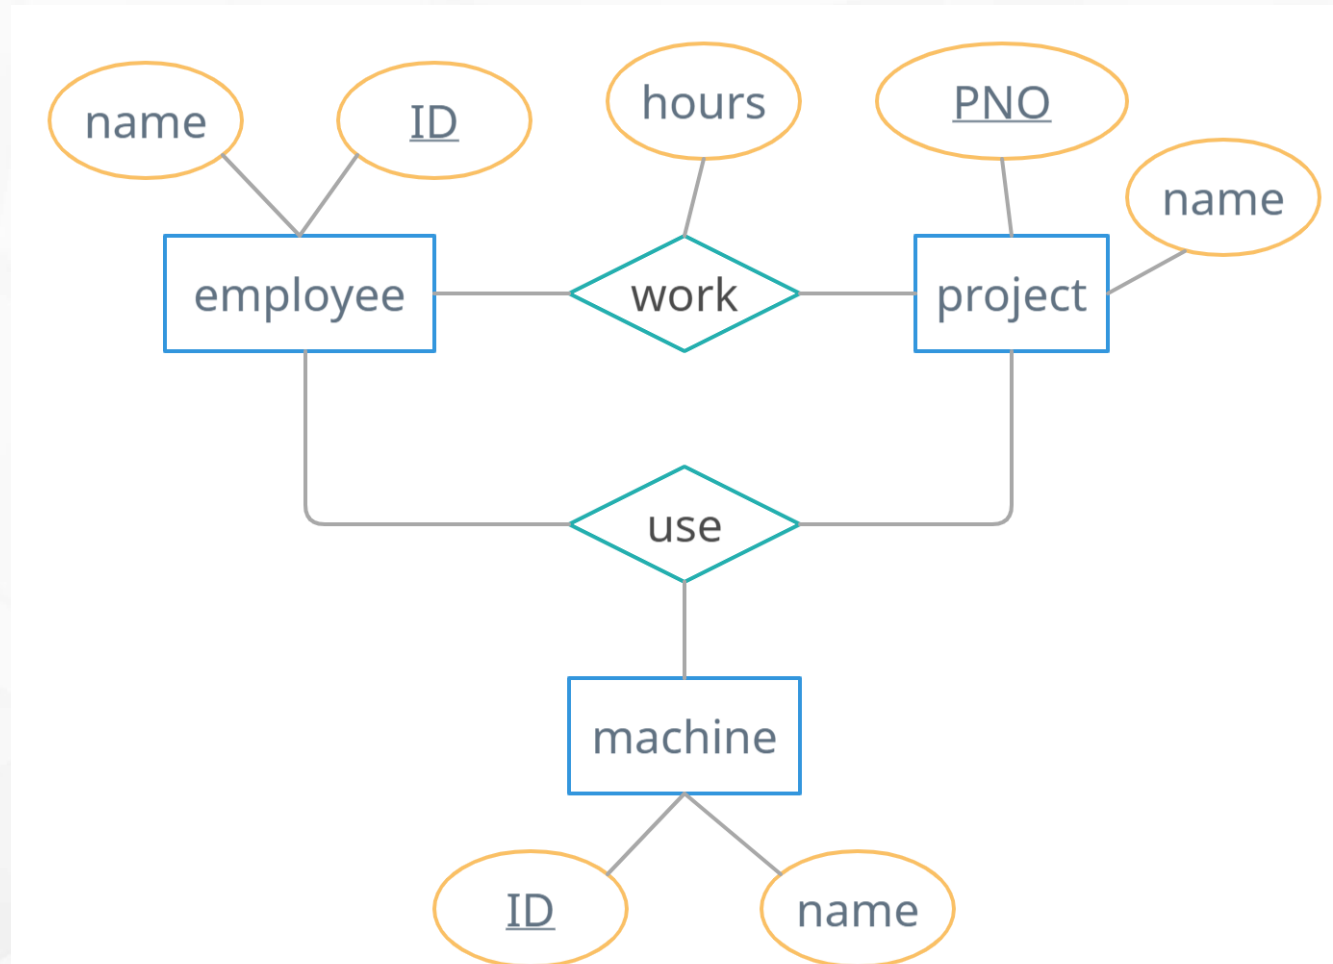 name
ID
hours
PNO
name
employee
work
project
use
machine
ID
name